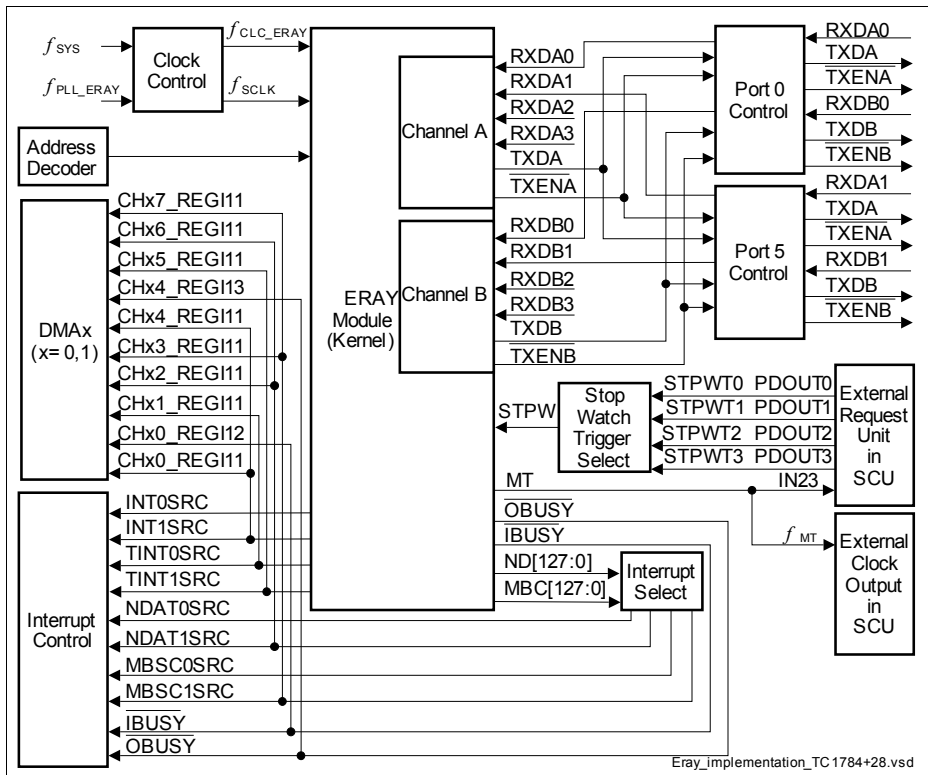 f SYS
f PLL_ERAY
Clock
Control
f CLC_ERAY
f SCLK
Address
Decoder
DMAx
(x= 0,1)
CHx7_REGI11
CHx6_REGI11
CHx5_REGI11
CHx4_REGI13
CHx4_REGI11
CHx3_REGI11
CHx2_REGI11
CHx1_REGI11
CHx0_REGI12
CHx0_REGI11
Interrupt
Control
INT0SRC
INT1SRC
TINT0SRC
TINT1SRC
NDAT0SRC
NDAT1SRC
MBSC0SRC
MBSC1SRC
IBUSY
OBUSY
ERAY
Module
(Kernel)
Channel A
Channel B
RXDA0
RXDA1
RXDA2
RXDA3
TXDA
TXENA
RXDB0
RXDB1
RXDB2
RXDB3
TXDB
TXENB
Port 0
Control
RXDA0
TXDA
TXENA
RXDB0
TXDB
TXENB
Port 5
Control
RXDA1
TXDA
TXENA
RXDB1
TXDB
TXENB
STPW
Stop
Watch
Trigger
Select
STPWT0 PDOUT0
STPWT1 PDOUT1
STPWT2 PDOUT2
STPWT3 PDOUT3
External
Request
Unit
in
SCU
MT
IN23
OBUSY
IBUSY
f MT
External
Clock
Output
in
SCU
ND[127:0]
MBC[127:0]
Interrupt
Select
Eray_implementation_TC1784+28.vsd